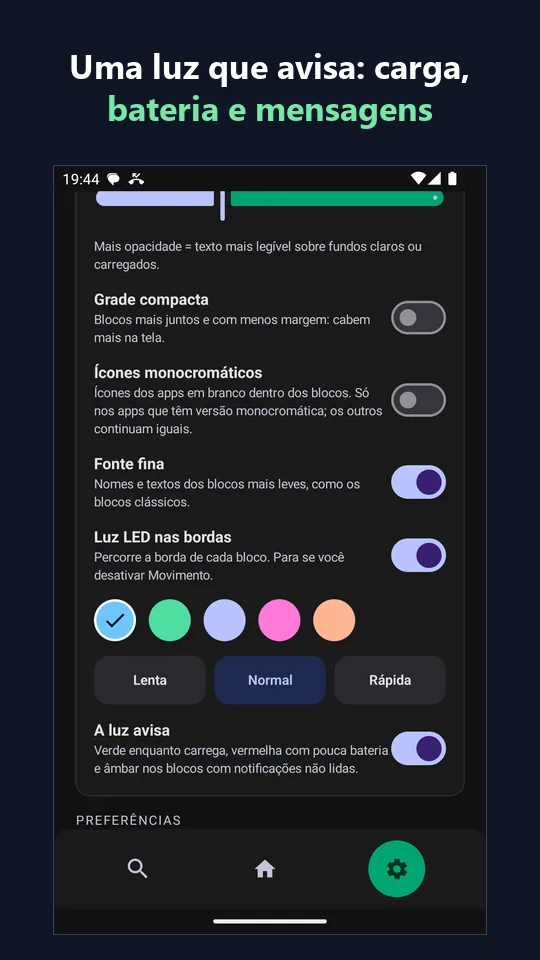 Uma luz que avisa: carga,
bateria e mensagens
19:44
Mais opacidade = texto mais legível sobre fundos claros ou
carregados.
Grade compacta
Blocos mais juntos e com menos margem: cabem
mais na tela.
Ícones monocromáticos
Ícones dos apps em branco dentro dos blocos. Só
nos apps que têm versão monocromática; os outros
continuam iguais.
Fonte fina
Nomes e textos dos blocos mais leves, como os
blocos clássicos.
Luz LED nas bordas
Percorre a borda de cada bloco. Para se você
desativar Movimento.
Lenta
Normal
Rápida
A luz avisa
Verde enquanto carrega, vermelha com pouca bateria
e âmbar nos blocos com notificações não lidas.
PREFERÊNCIAS